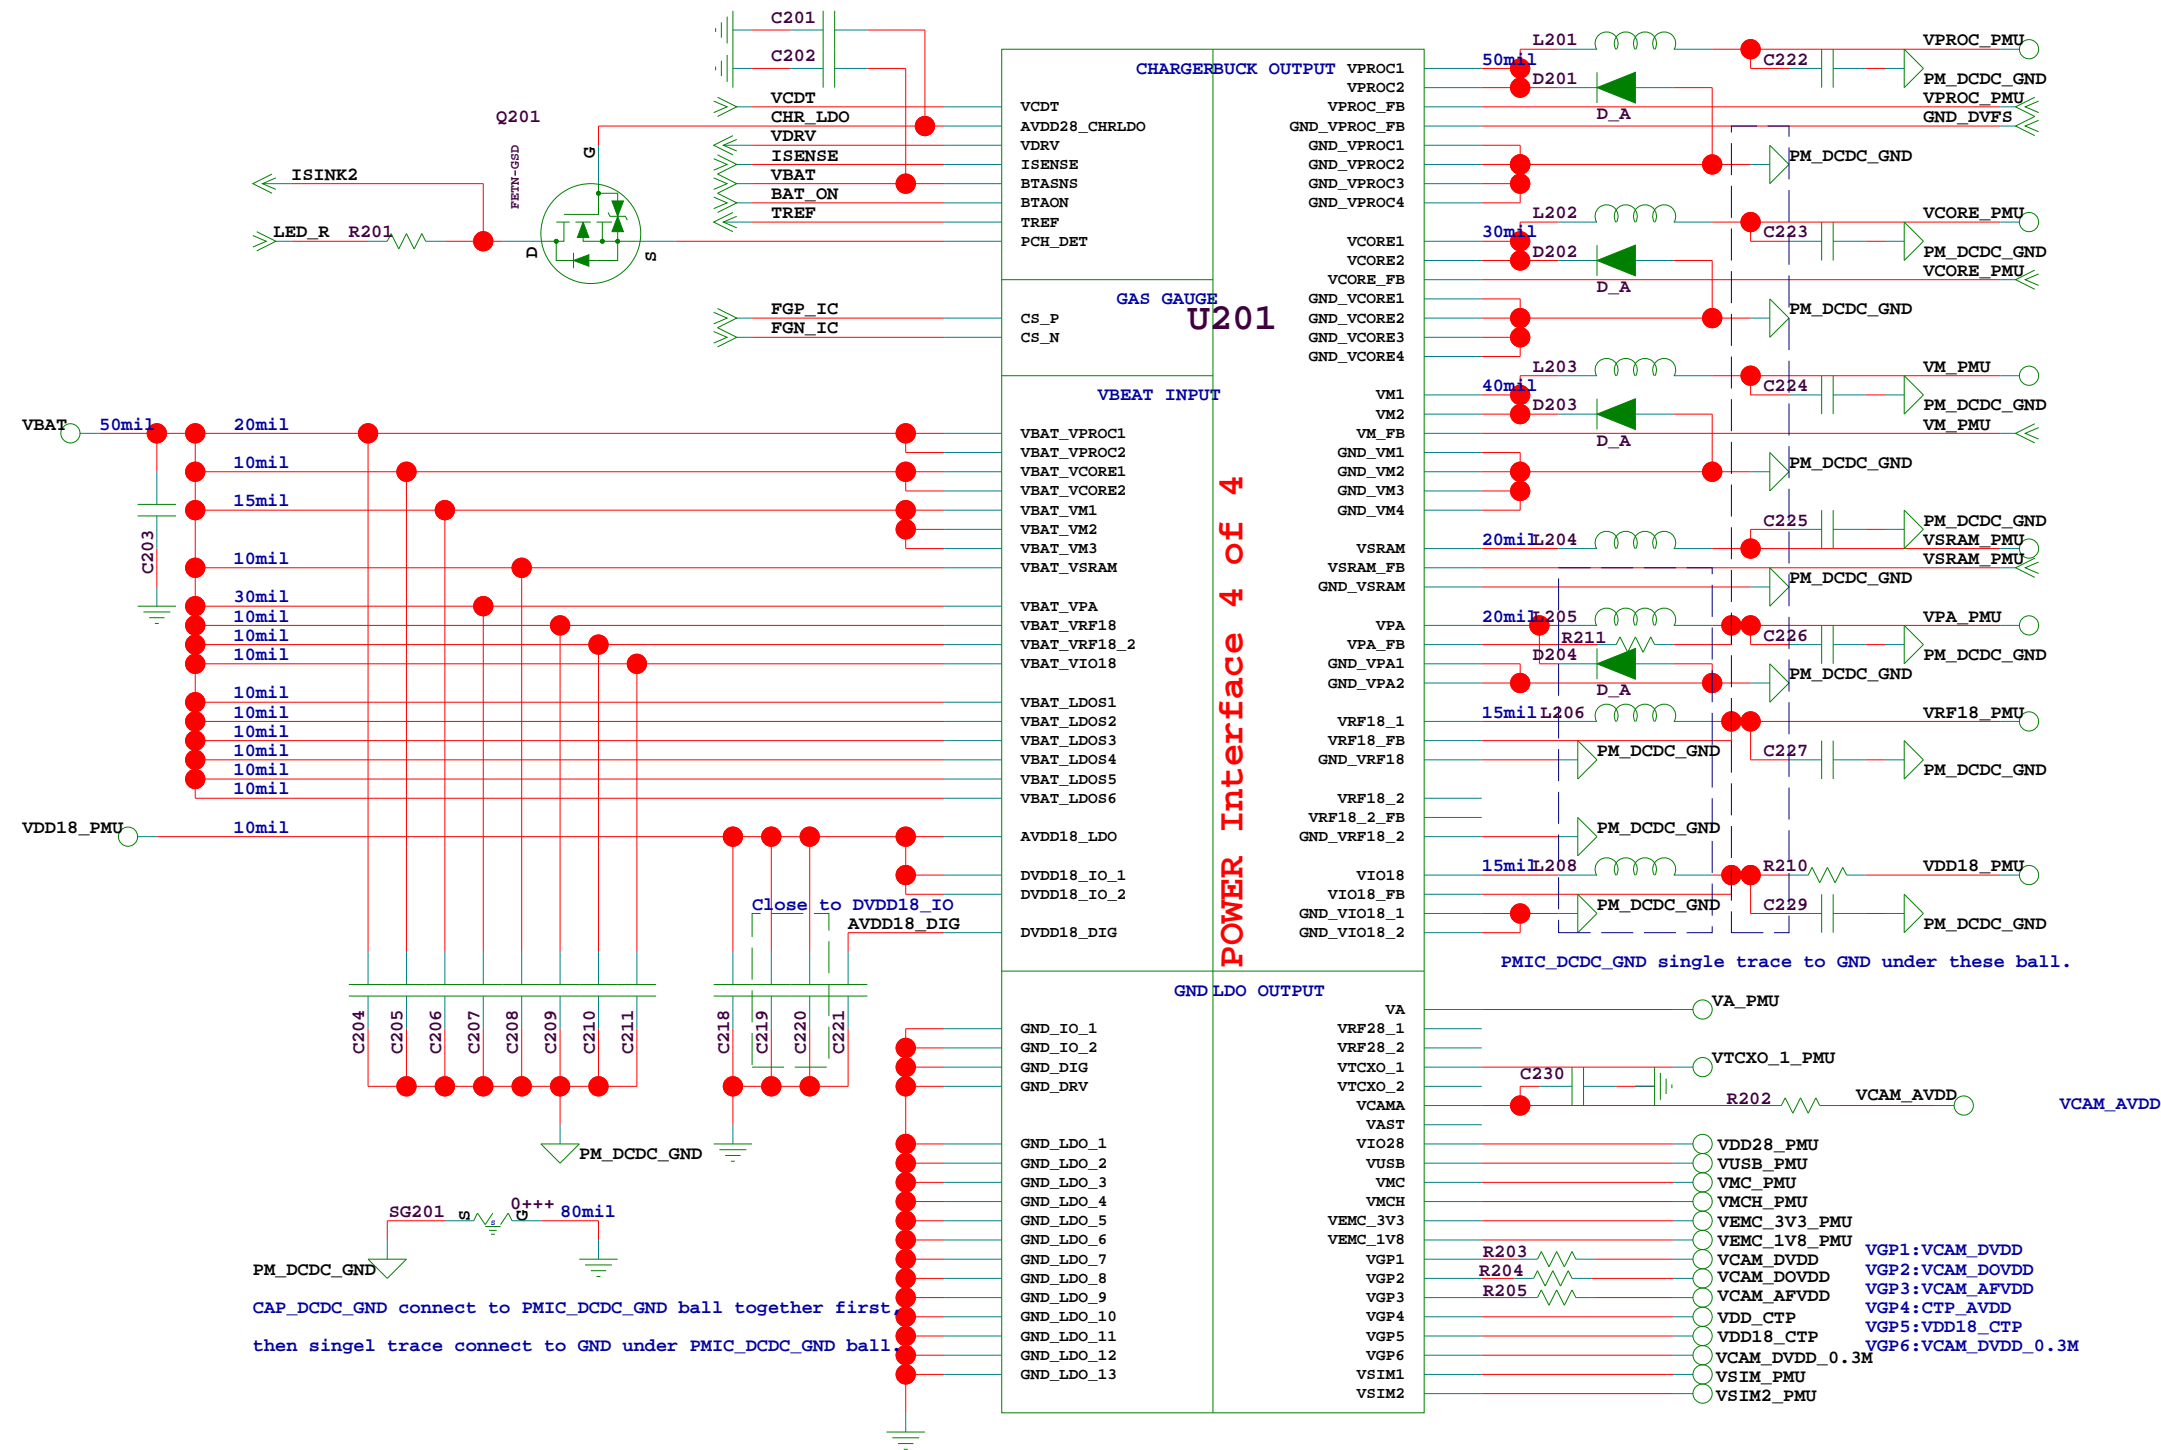 C201
C202
VCDT
CHR_LDO
VDRV
ISENSE
VBAT
BAT_ON
TREF
Q201
FETN-GSD
G
D
S
ISINK2
LED_R
R201
FGP_IC
FGN_IC
CHARGER
VCDT
AVDD28_CHRLDO
VDRV
ISENSE
BTASNS
BTAON
TREF
PCH_DET
GAS GAUGE
U201
CS_P
CS_N
VBEAT INPUT
VBAT
50mil
20mil
10mil
15mil
10mil
30mil
10mil
10mil
10mil
10mil
10mil
10mil
10mil
10mil
10mil
C203
VBAT_VPROC1
VBAT_VPROC2
VBAT_VCORE1
VBAT_VCORE2
VBAT_VM1
VBAT_VM2
VBAT_VM3
VBAT_VSRAM
VBAT_VPA
VBAT_VRF18
VBAT_VRF18_2
VBAT_VIO18
VBAT_LDOS1
VBAT_LDOS2
VBAT_LDOS3
VBAT_LDOS4
VBAT_LDOS5
VBAT_LDOS6
VDD18_PMU
10mil
AVDD18_LDO
DVDD18_IO_1
DVDD18_IO_2
DVDD18_DIG
Close to DVDD18_IO
AVDD18_DIG
C204
C205
C206
C207
C208
C209
C210
C211
C218
C219
C220
C221
PM_DCDC_GND
SG201
S
s
G
0+++
80mil
PM_DCDC_GND
CAP_DCDC_GND connect to PMIC_DCDC_GND ball together first,
then singel trace connect to GND under PMIC_DCDC_GND ball.
GND
GND_IO_1
GND_IO_2
GND_DIG
GND_DRV
GND_LDO_1
GND_LDO_2
GND_LDO_3
GND_LDO_4
GND_LDO_5
GND_LDO_6
GND_LDO_7
GND_LDO_8
GND_LDO_9
GND_LDO_10
GND_LDO_11
GND_LDO_12
GND_LDO_13
POWER Interface 4 of 4
BUCK OUTPUT
VPROC1
VPROC2
VPROC_FB
GND_VPROC_FB
GND_VPROC1
GND_VPROC2
GND_VPROC3
GND_VPROC4
VCORE1
VCORE2
VCORE_FB
GND_VCORE1
GND_VCORE2
GND_VCORE3
GND_VCORE4
VM1
VM2
VM_FB
GND_VM1
GND_VM2
GND_VM3
GND_VM4
VSRAM
VSRAM_FB
GND_VSRAM
VPA
VPA_FB
GND_VPA1
GND_VPA2
VRF18_1
VRF18_FB
GND_VRF18
VRF18_2
VRF18_2_FB
GND_VRF18_2
VIO18
VIO18_FB
GND_VIO18_1
GND_VIO18_2
50mil
L201
D201
D_A
C222
VPROC_PMU
PM_DCDC_GND
VPROC_PMU
GND_DVFS
PM_DCDC_GND
30mil
L202
D202
D_A
C223
VCORE_PMU
PM_DCDC_GND
VCORE_PMU
PM_DCDC_GND
40mil
L203
D203
D_A
C224
VM_PMU
PM_DCDC_GND
VM_PMU
PM_DCDC_GND
20mil
L204
C225
PM_DCDC_GND
VSRAM_PMU
VSRAM_PMU
PM_DCDC_GND
20mil
L205
R211
D204
D_A
C226
VPA_PMU
PM_DCDC_GND
PM_DCDC_GND
15mil
L206
C227
VRF18_PMU
PM_DCDC_GND
PM_DCDC_GND
PM_DCDC_GND
15mil
L208
R210
VDD18_PMU
C229
PM_DCDC_GND
PM_DCDC_GND
PMIC_DCDC_GND single trace to GND under these ball.
LDO OUTPUT
VA
VRF28_1
VRF28_2
VTCXO_1
VTCXO_2
VCAMA
VAST
VIO28
VUSB
VMC
VMCH
VEMC_3V3
VEMC_1V8
VGP1
VGP2
VGP3
VGP4
VGP5
VGP6
VSIM1
VSIM2
VA_PMU
VTCXO_1_PMU
C230
R202
VCAM_AVDD
VCAM_AVDD
VDD28_PMU
VUSB_PMU
VMC_PMU
VMCH_PMU
VEMC_3V3_PMU
VEMC_1V8_PMU
R203
VCAM_DVDD
R204
VCAM_DOVDD
R205
VCAM_AFVDD
VDD_CTP
VDD18_CTP
VCAM_DVDD_0.3M
VSIM_PMU
VSIM2_PMU
VGP1:VCAM_DVDD
VGP2:VCAM_DOVDD
VGP3:VCAM_AFVDD
VGP4:CTP_AVDD
VGP5:VDD18_CTP
VGP6:VCAM_DVDD_0.3M